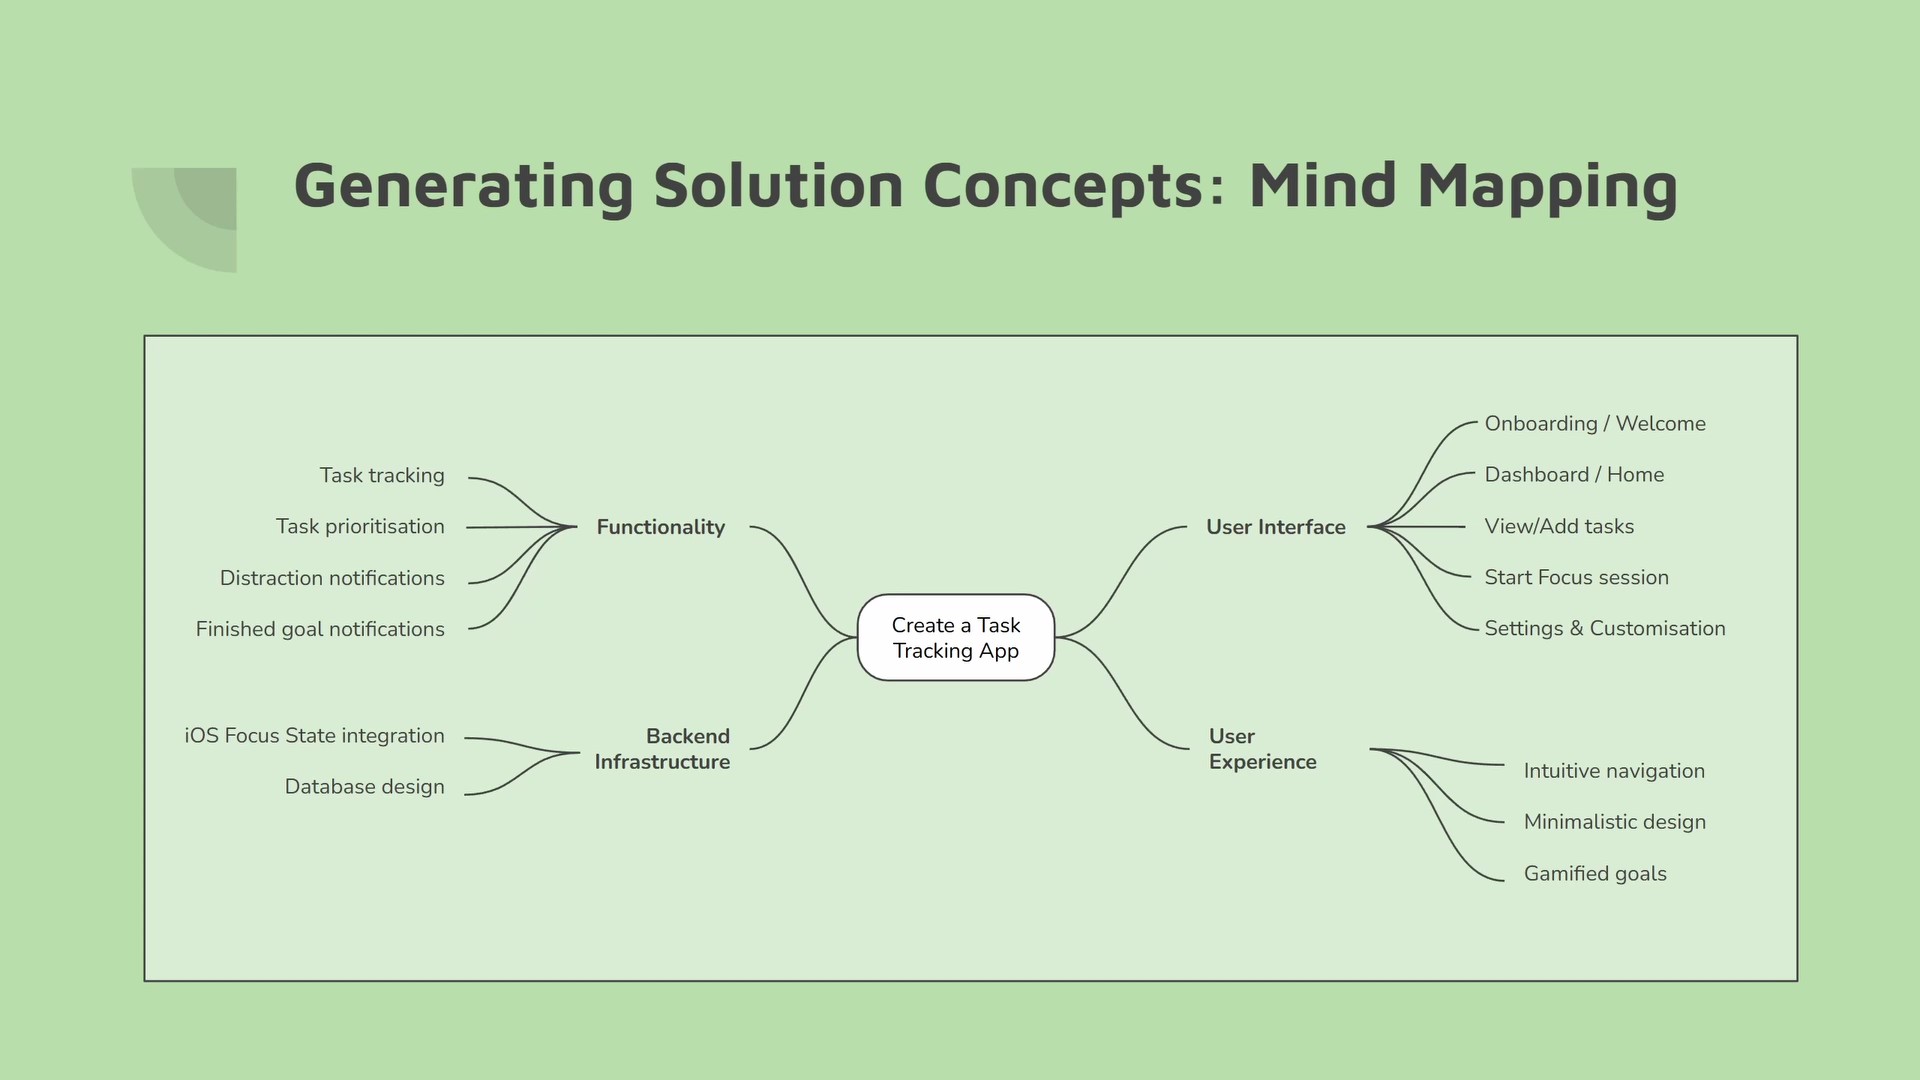 Generating Solution Concepts: Mind Mapping
Task tracking
Task prioritisation
Distraction notifications
Finished goal notifications
Functionality
iOS Focus State integration
Database design
Backend
Infrastructure
Create a Task
Tracking App
User Interface
Onboarding / Welcome
Dashboard / Home
View/Add tasks
Start Focus session
Settings & Customisation
User
Experience
Intuitive navigation
Minimalistic design
Gamified goals